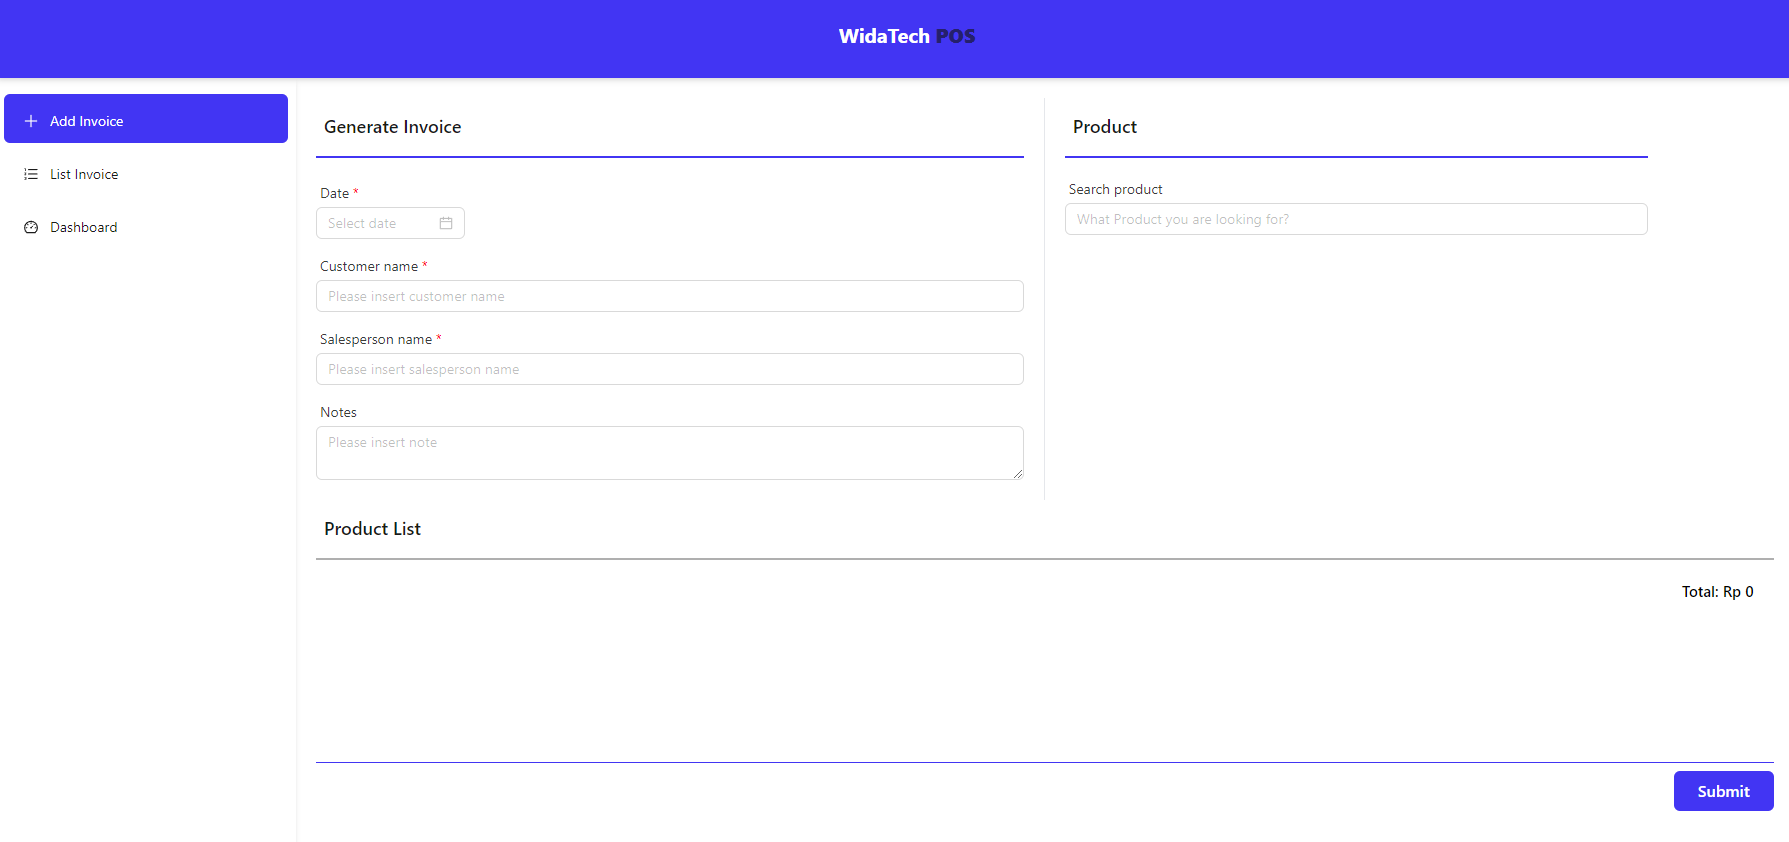 WidaTech POS
Add Invoice
List Invoice
Dashboard
Generate Invoice
Date *
Select date
Customer name *
Please insert customer name
Salesperson name *
Please insert salesperson name
Notes
Please insert note
Product
Search product
What Product you are looking for?
Product List
Total: Rp 0
Submit